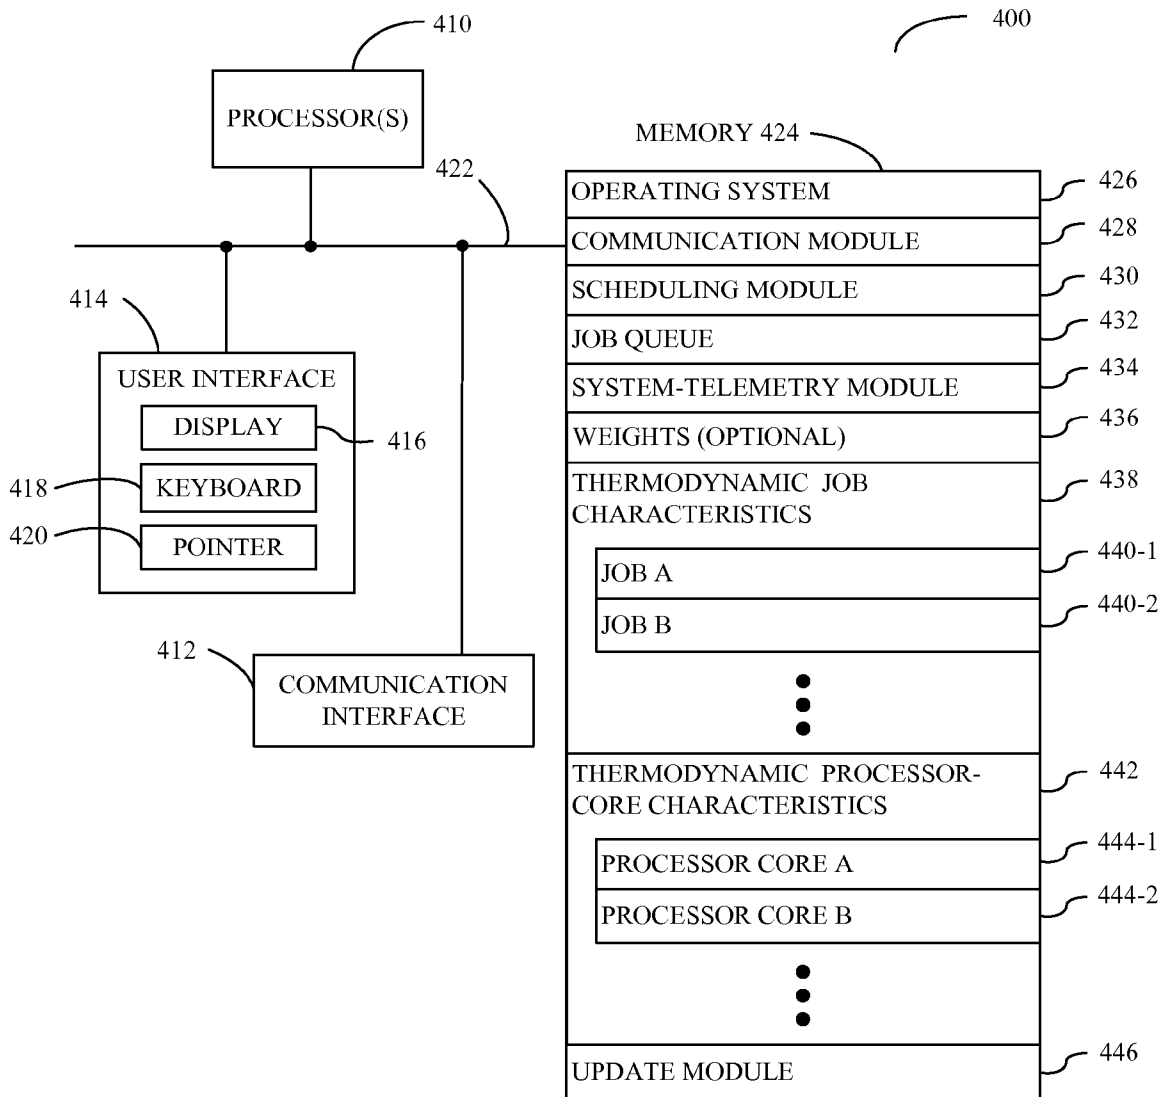 410
400
PROCESSOR(S)
MEMORY 424
422
OPERATING SYSTEM
426
COMMUNICATION MODULE
428
SCHEDULING MODULE
430
414
JOB QUEUE
432
USER INTERFACE
SYSTEM-TELEMETRY MODULE
434
DISPLAY
416
WEIGHTS (OPTIONAL)
436
418
KEYBOARD
THERMODYNAMIC JOB
CHARACTERISTICS
438
420
POINTER
JOB A
440-1
JOB B
440-2
412
COMMUNICATION
INTERFACE
THERMODYNAMIC PROCESSOR-
CORE CHARACTERISTICS
442
PROCESSOR CORE A
444-1
PROCESSOR CORE B
444-2
UPDATE MODULE
446